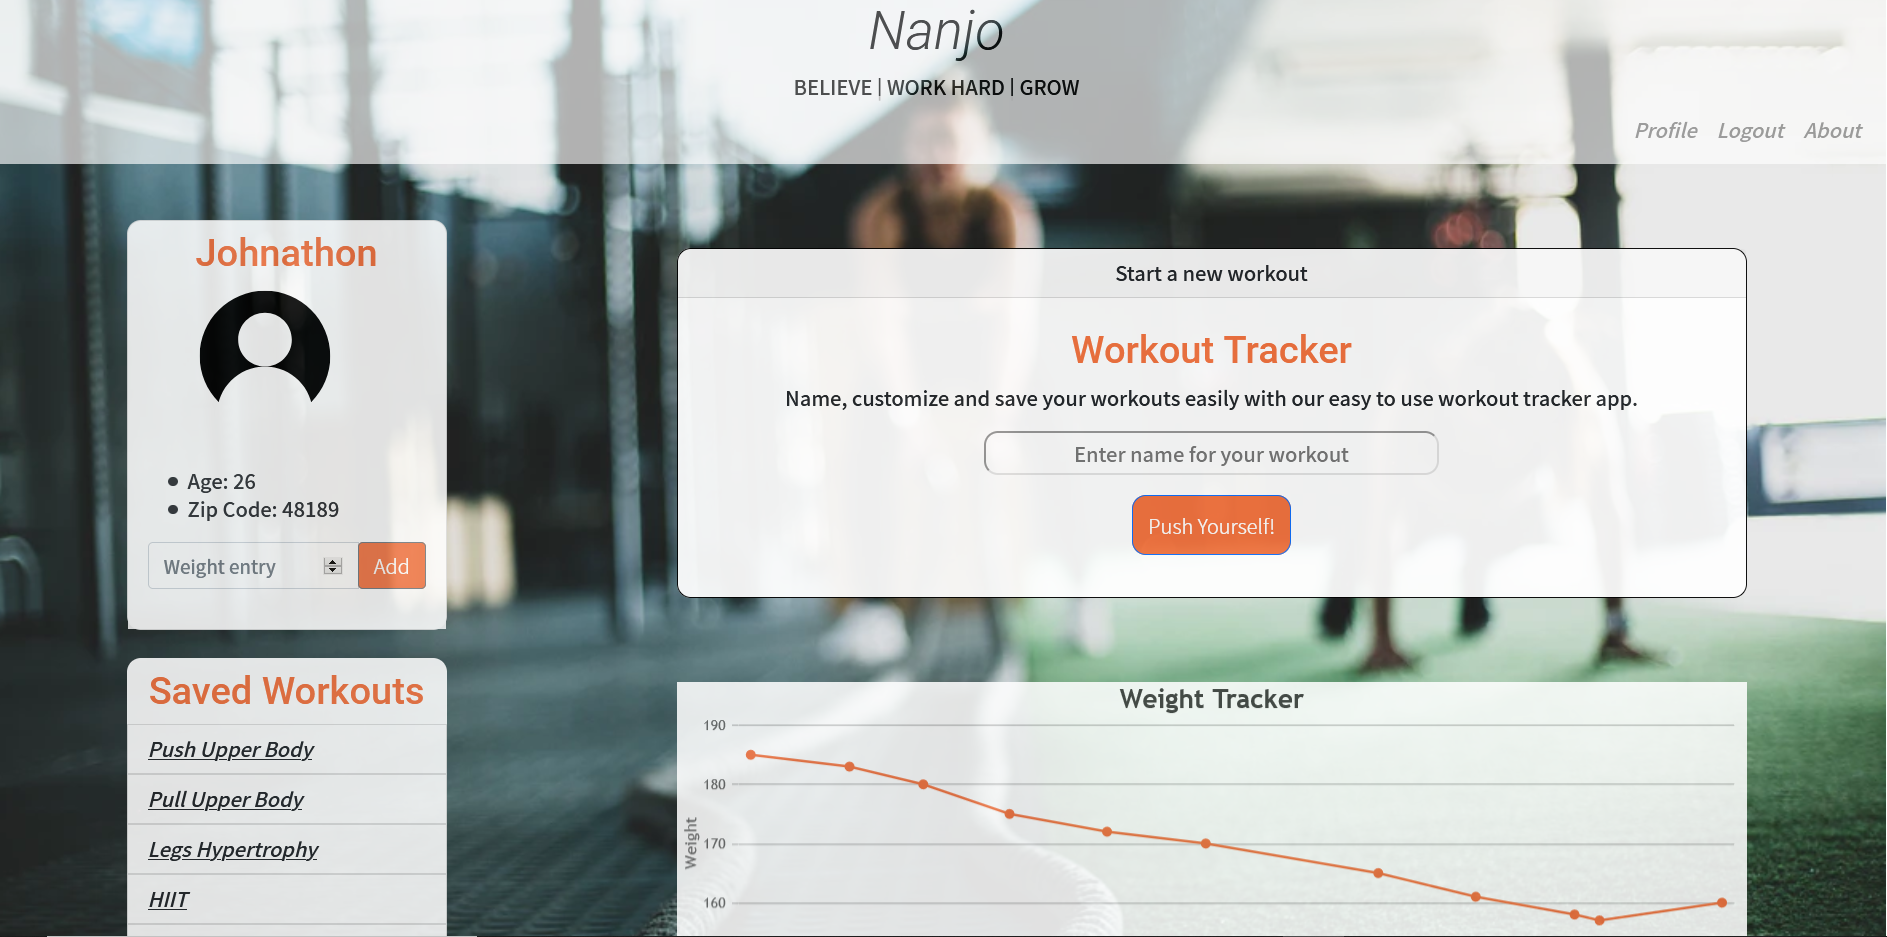 Nanjo
BELIEVE | WORK HARD | GROW
Profile Logout About
Johnathon
Age: 26
Zip Code: 48189
Weight entry
Add
Saved Workouts
Push Upper Body
Pull Upper Body
Legs Hypertrophy
HIIT
Start a new workout
Workout Tracker
Name, customize and save your workouts easily with our easy to use workout tracker app.
Enter name for your workout
Push Yourself!
Weight Tracker
Weight
190
180
170
160